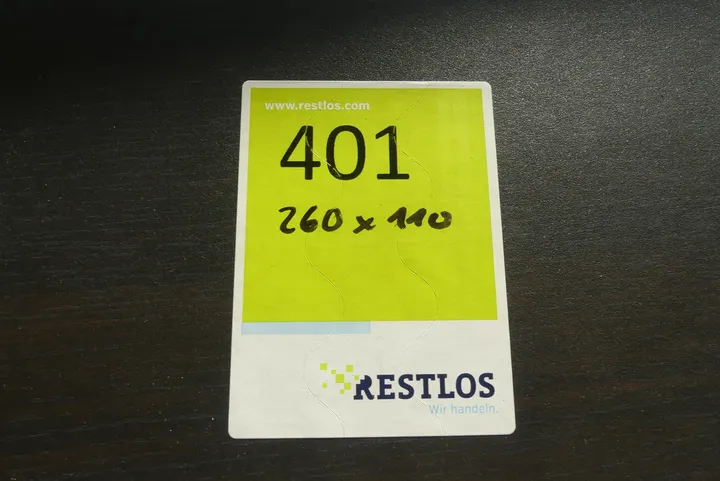 www.restlos.com
401
260 x 110
RESTLOS
Wir handeln.